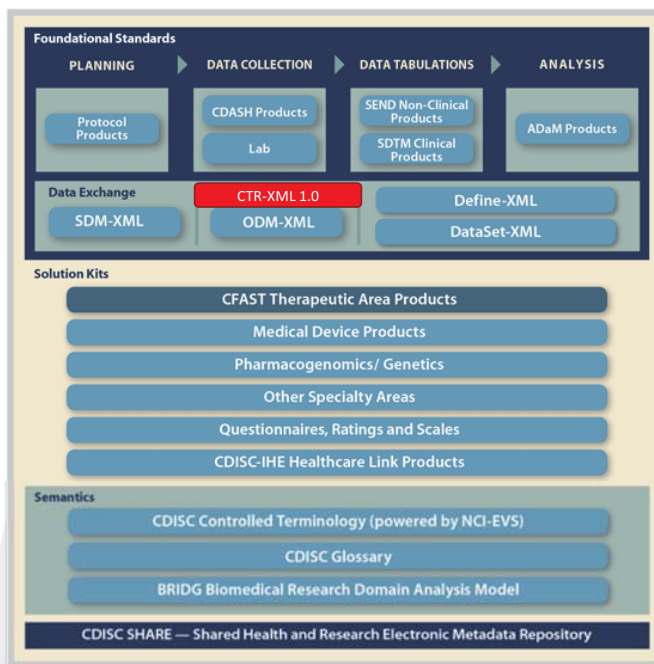 Foundational Standards
PLANNING
DATA COLLECTION
DATA TABULATIONS
ANALYSIS
Protocol
Products
CDASH Products
Lab
SEND Non-Clinical
Products
SDTM Clinical
Products
ADaM Products
Data Exchange
SDM-XML
CTR-XML 1.0
ODM-XML
Define-XML
DataSet-XML
Solution Kits
CFAST Therapeutic Area Products
Medical Device Products
Pharmacogenomics/ Genetics
Other Specialty Areas
Questionnaires, Ratings and Scales
CDISC-IHE Healthcare Link Products
Semantics
CDISC Controlled Terminology (powered by NCI-EVS)
CDISC Glossary
BRIDG Biomedical Research Domain Analysis Model
CDISC SHARE — Shared Health and Research Electronic Metadata Repository